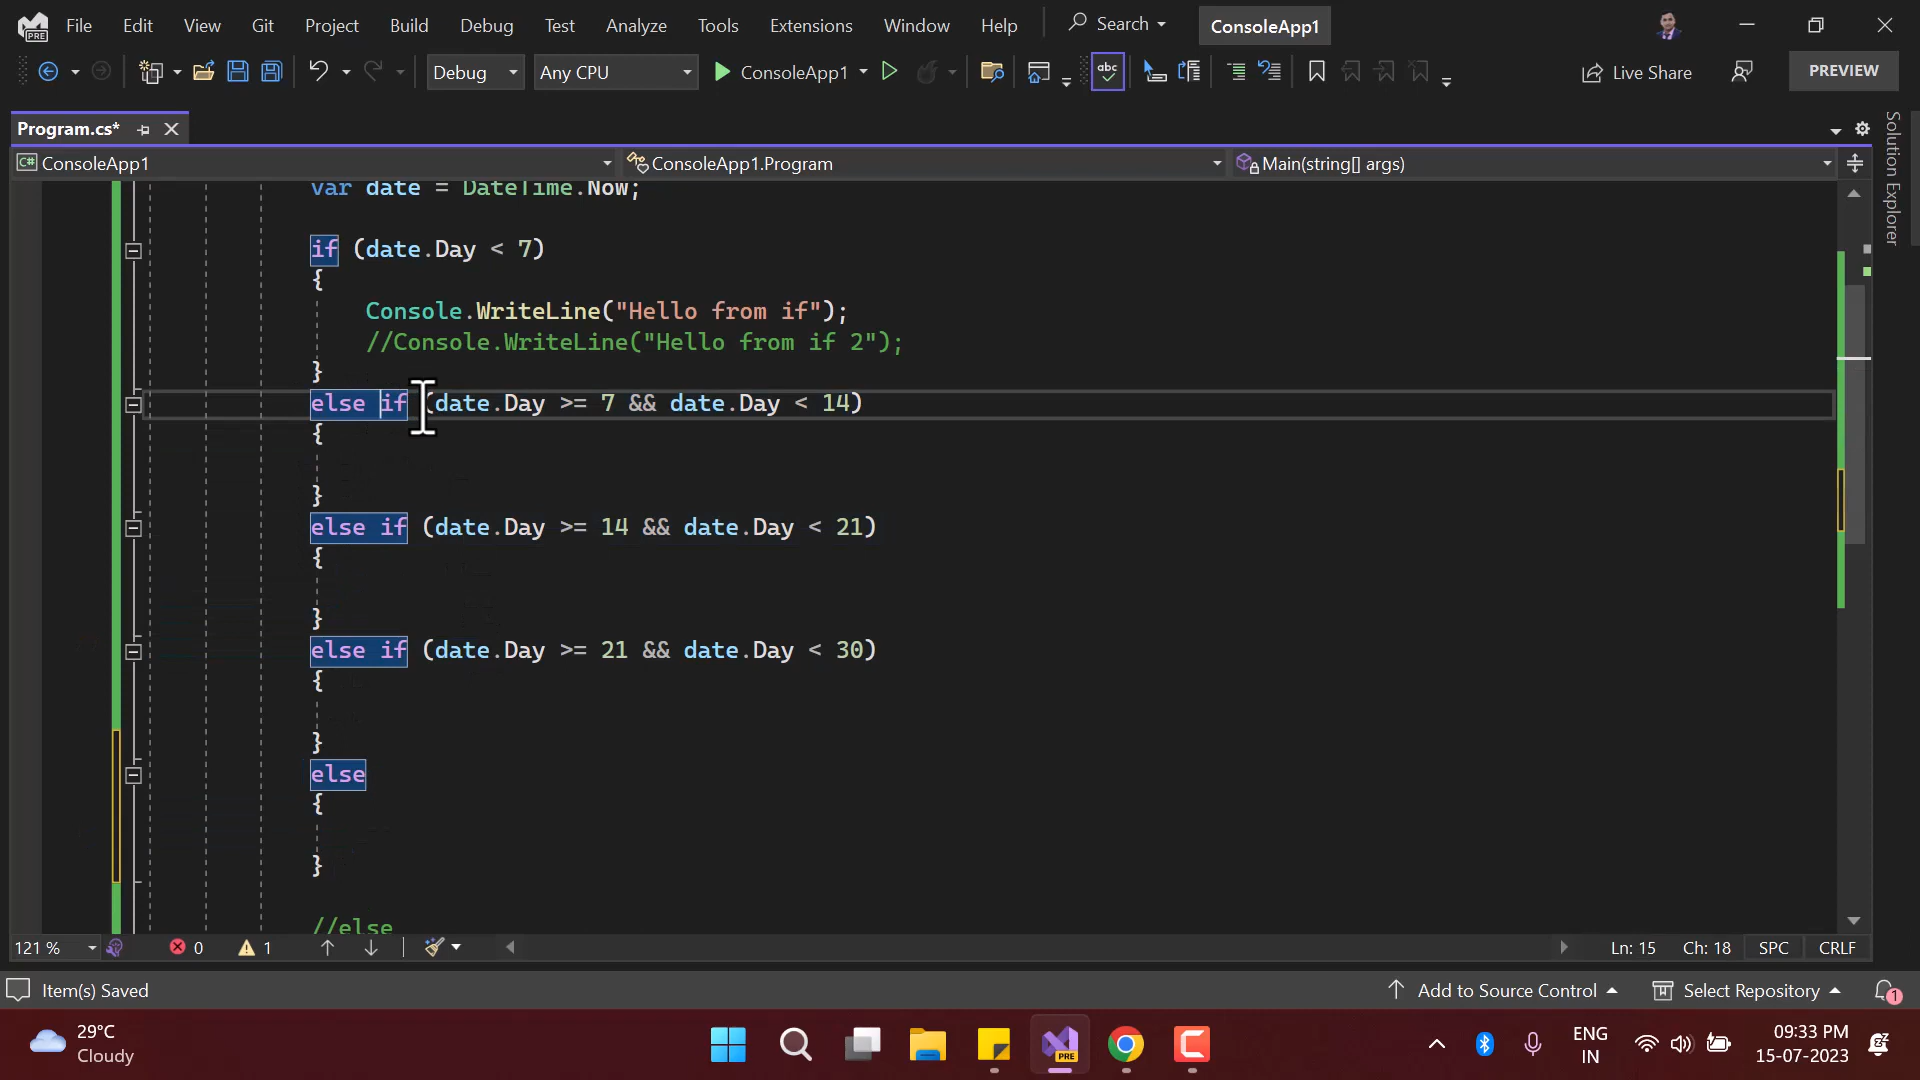 File Edit View Git Project Build Debug Test Analyze Tools Extensions Window Help Search ConsoleApp1
PRE
Debug Any CPU ConsoleApp1 abc Live Share PREVIEW
Program.cs*
C# ConsoleApp1 ConsoleApp1.Program Main(string[] args)
Solution Explorer
var date = DateTime.Now;
if (date.Day < 7)
{
Console.WriteLine("Hello from if");
//Console.WriteLine("Hello from if 2");
}
else if (date.Day >= 7 && date.Day < 14)
{
}
else if (date.Day >= 14 && date.Day < 21)
{
}
else if (date.Day >= 21 && date.Day < 30)
{
}
else
{
}
//else
121 % 0 1 Ln: 15 Ch: 18 SPC CRLF
Item(s) Saved Add to Source Control Select Repository 1
29°C
Cloudy
PRE
ENG
IN
09:33 PM
15-07-2023